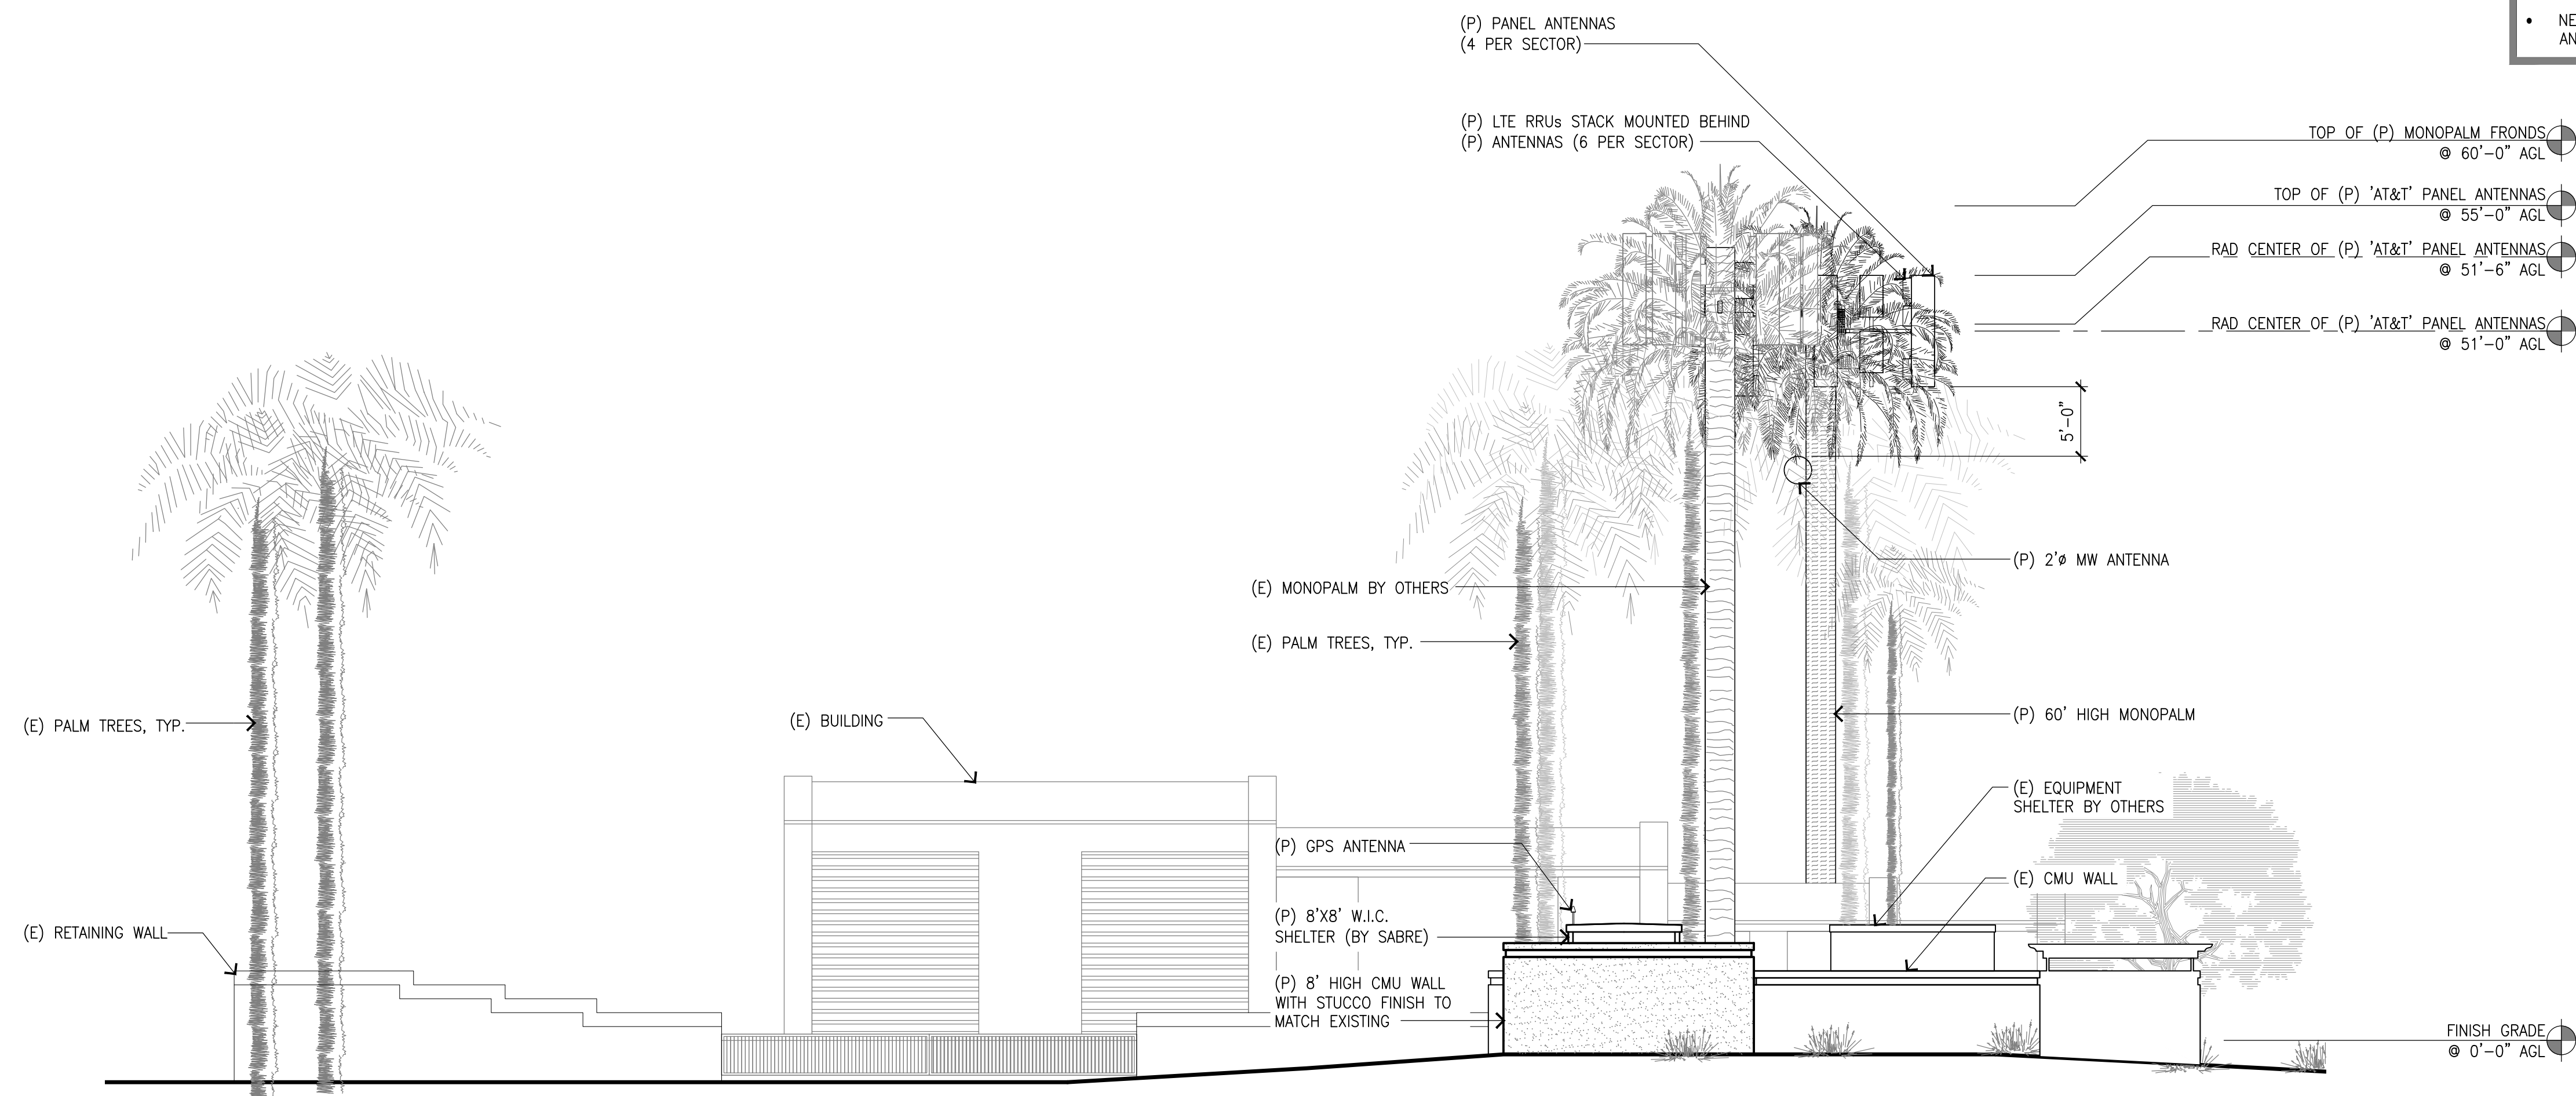 (P) PANEL ANTENNAS
(4 PER SECTOR)
(P) LTE RRUs STACK MOUNTED BEHIND
(P) ANTENNAS (6 PER SECTOR)
TOP OF (P) MONOPALM FRONDS
@ 60'-0" AGL
TOP OF (P) 'AT&T' PANEL ANTENNAS
@ 55'-0" AGL
RAD CENTER OF (P) 'AT&T' PANEL ANTENNAS
@ 51'-6" AGL
RAD CENTER OF (P) 'AT&T' PANEL ANTENNAS
@ 51'-0" AGL
5'-0"
(P) 2'ø MW ANTENNA
(E) MONOPALM BY OTHERS
(E) PALM TREES, TYP.
(P) 60' HIGH MONOPALM
(E) PALM TREES, TYP.
(E) BUILDING
(E) EQUIPMENT
SHELTER BY OTHERS
(P) GPS ANTENNA
(E) CMU WALL
(P) 8'X8' W.I.C.
SHELTER (BY SABRE)
(E) RETAINING WALL
(P) 8' HIGH CMU WALL
WITH STUCCO FINISH TO
MATCH EXISTING
FINISH GRADE
@ 0'-0" AGL